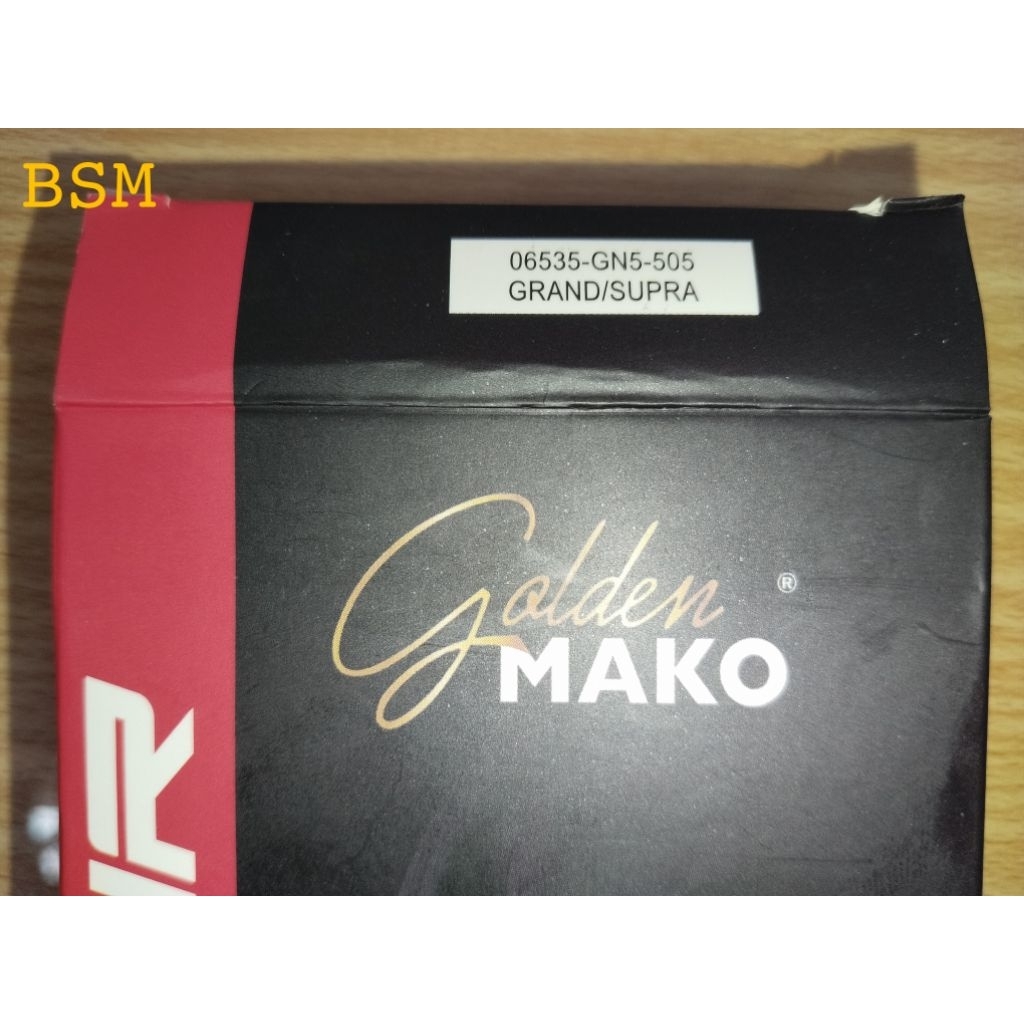 BSM
06535-GN5-505
GRAND/SUPRA
Golden
MAKO
®